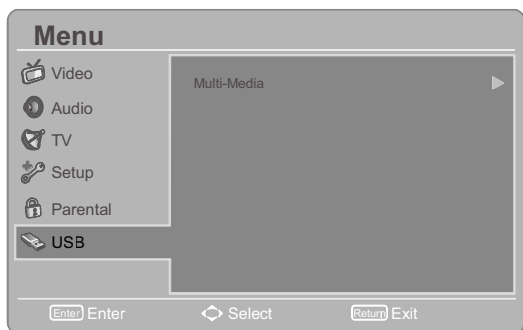 Menu
Video
Multi-Media
Audio
TV
Setup
Parental
USB
Enter Enter Select Return Exit